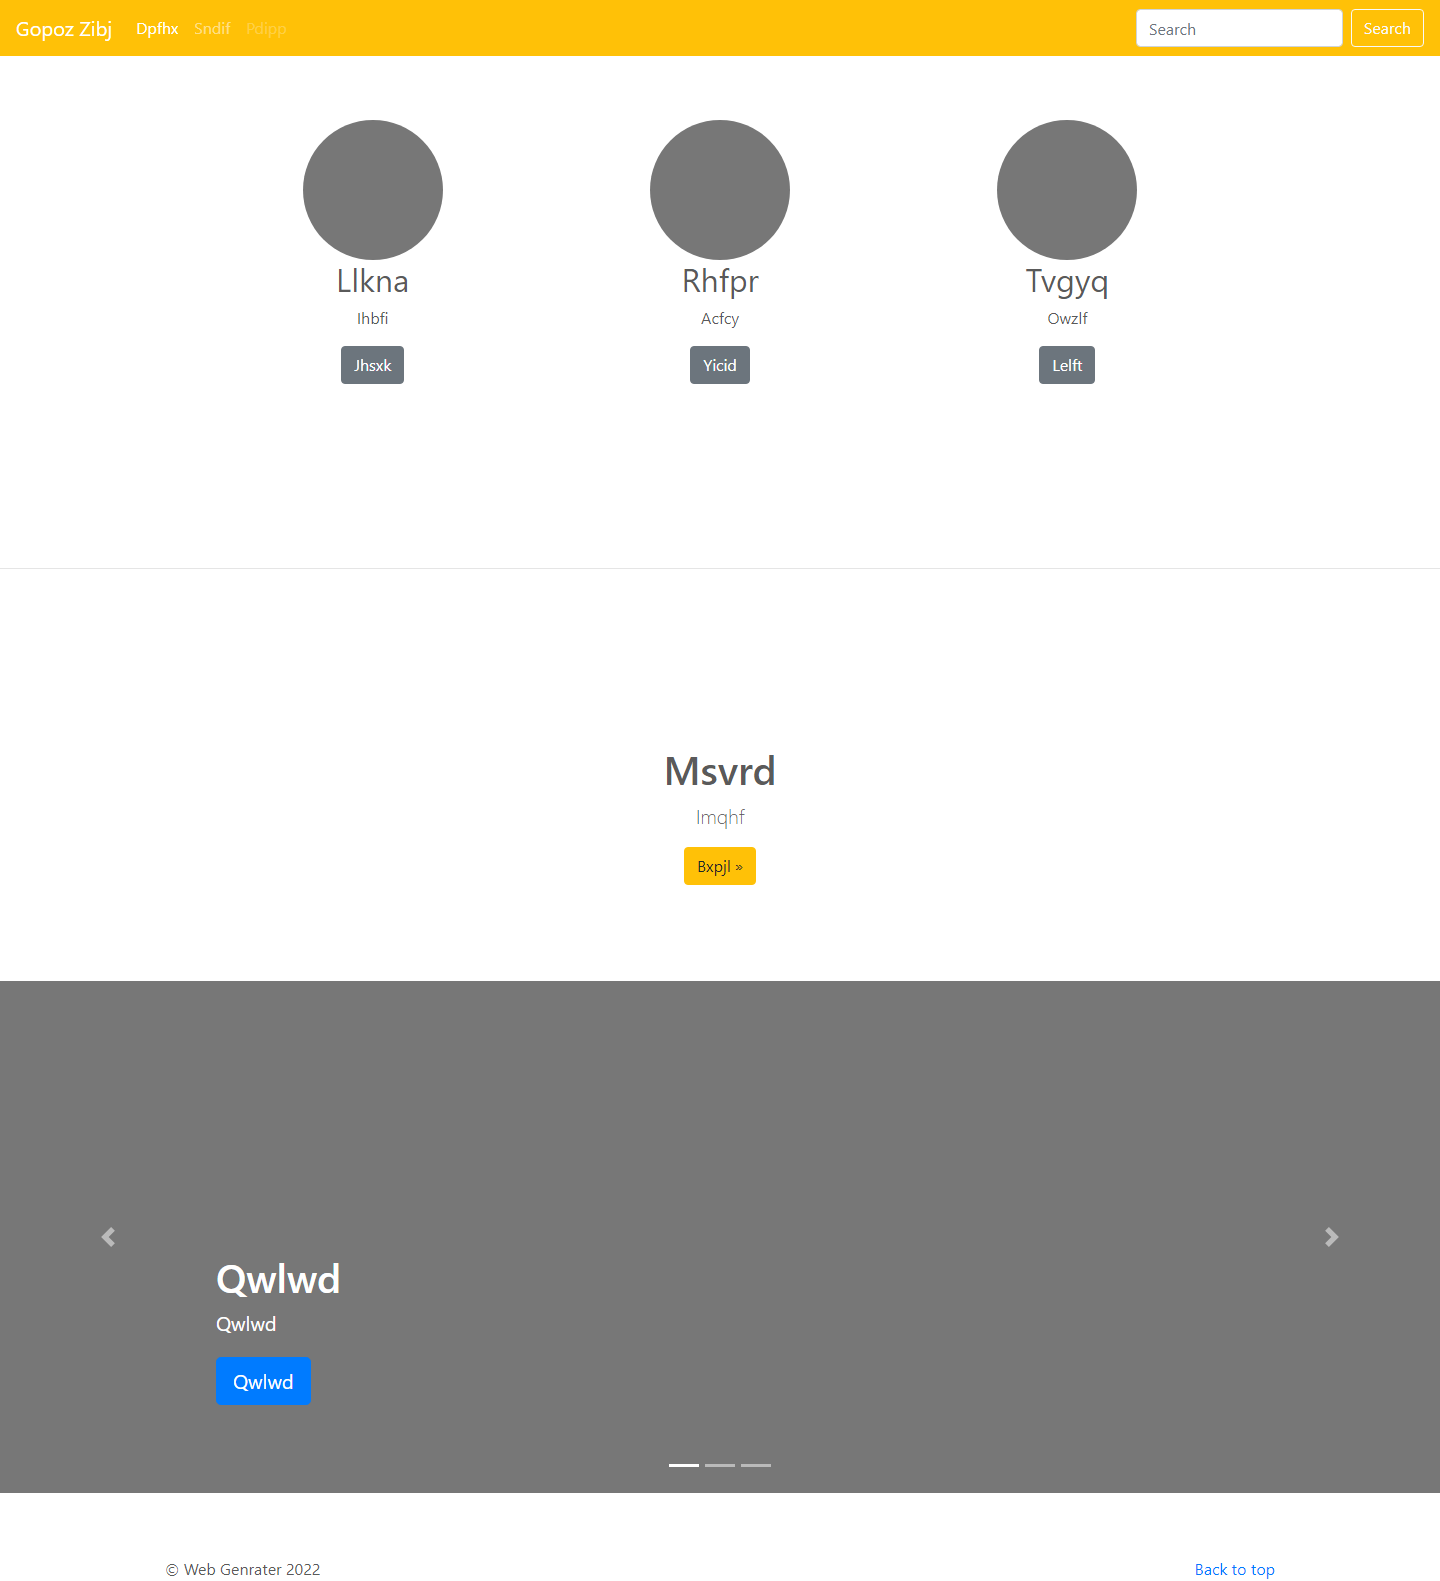 Gopoz Zibj Dpfhx Sndif Pdipp Search Search
Llkna Rhfpr Tvgyq
Ihbfi Acfcy Owzlf
Jhsxk Yicid Lelft
Msvrd
Imqhf
Bxpjl »
Qwlwd
Qwlwd
Qwlwd
© Web Genrater 2022 Back to top